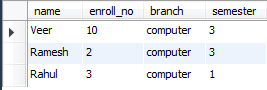 name enroll_no branch semester
Veer 10 computer 3
Ramesh 2 computer 3
Rahul 3 computer 1